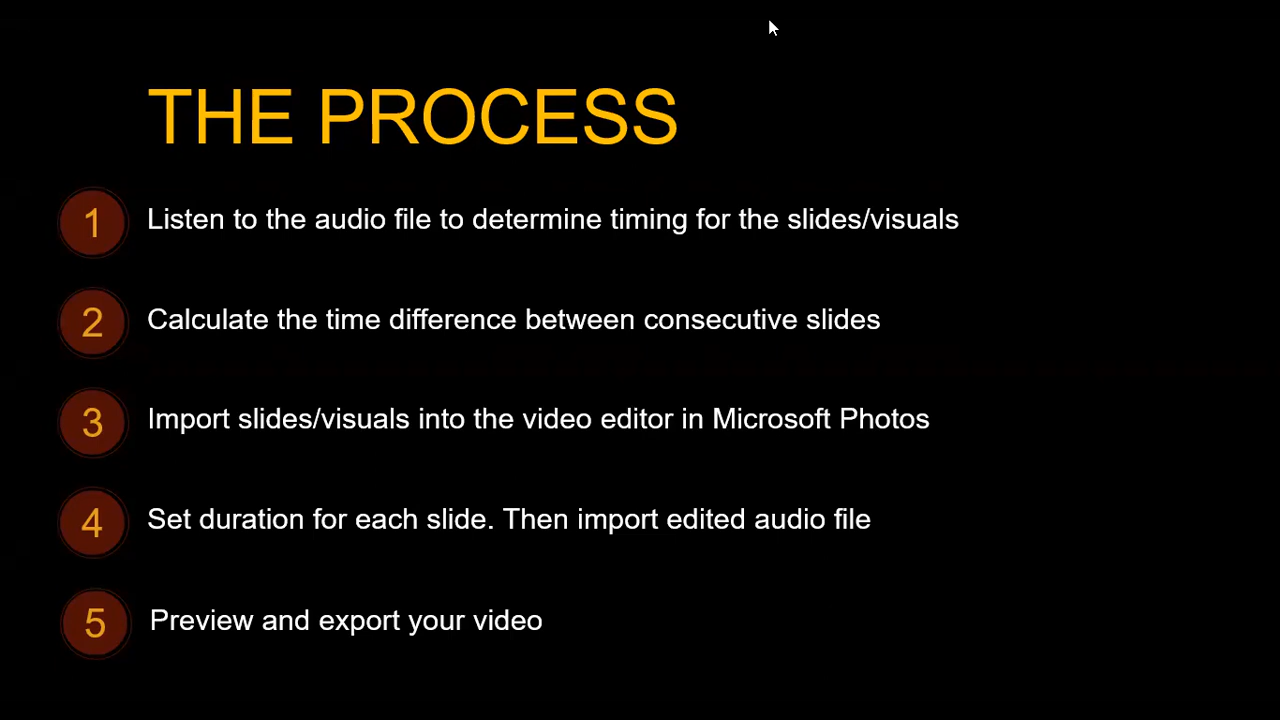 THE PROCESS
1 Listen to the audio file to determine timing for the slides/visuals
2 Calculate the time difference between consecutive slides
3 Import slides/visuals into the video editor in Microsoft Photos
4 Set duration for each slide. Then import edited audio file
5 Preview and export your video